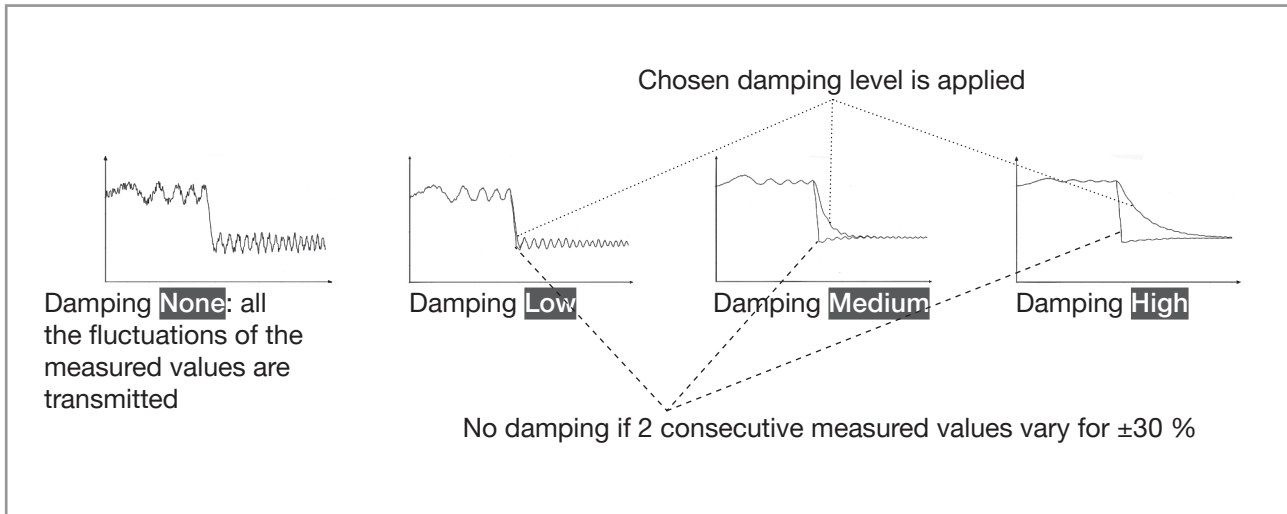 Chosen damping level is applied
Damping None: all
the fluctuations of the
measured values are
transmitted
Damping Low
Damping Medium
Damping High
No damping if 2 consecutive measured values vary for ±30 %